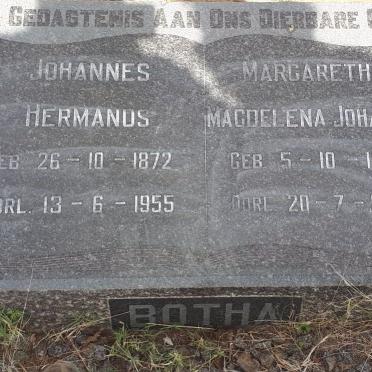 GEDAGTENIS AAN ONS DIERBARE
JOHANNES
HERMANUS
GEB 26-10-1872
OORL. 13-6-1955
MARGARETH
MAGDELENA JOHA
GEB 5-10-1
OORL 20-7-
BOTHA